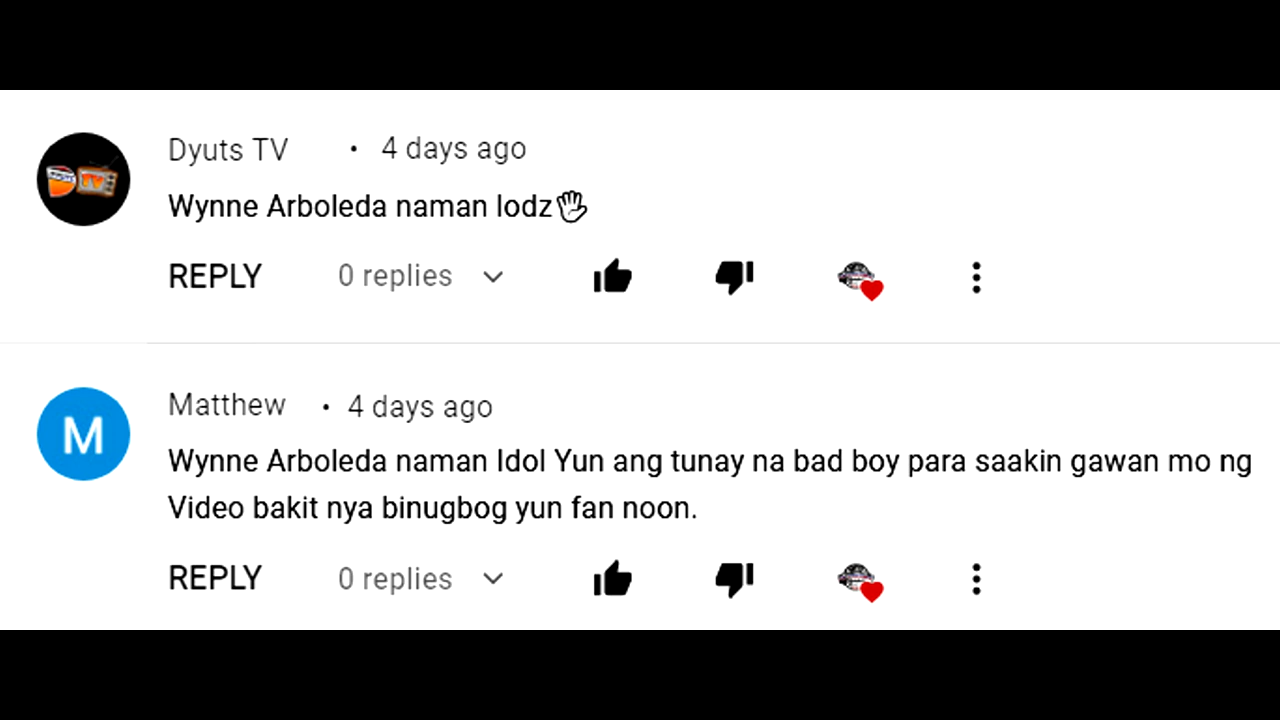 Dyuts TV • 4 days ago
Wynne Arboleda naman lodz🖐
REPLY 0 replies
M
Matthew • 4 days ago
Wynne Arboleda naman Idol Yun ang tunay na bad boy para saakin gawan mo ng
Video bakit nya binugbog yun fan noon.
REPLY 0 replies